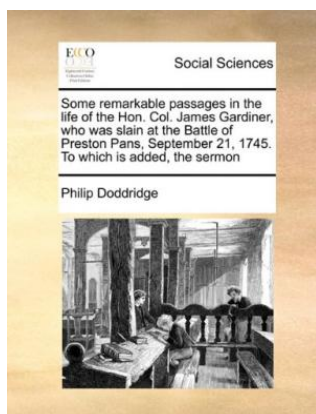 ECCO
Social Sciences
Some remarkable passages in the
life of the Hon. Col. James Gardiner,
who was slain at the Battle of
Preston Pans, September 21, 1745.
To which is added, the sermon
Philip Doddridge